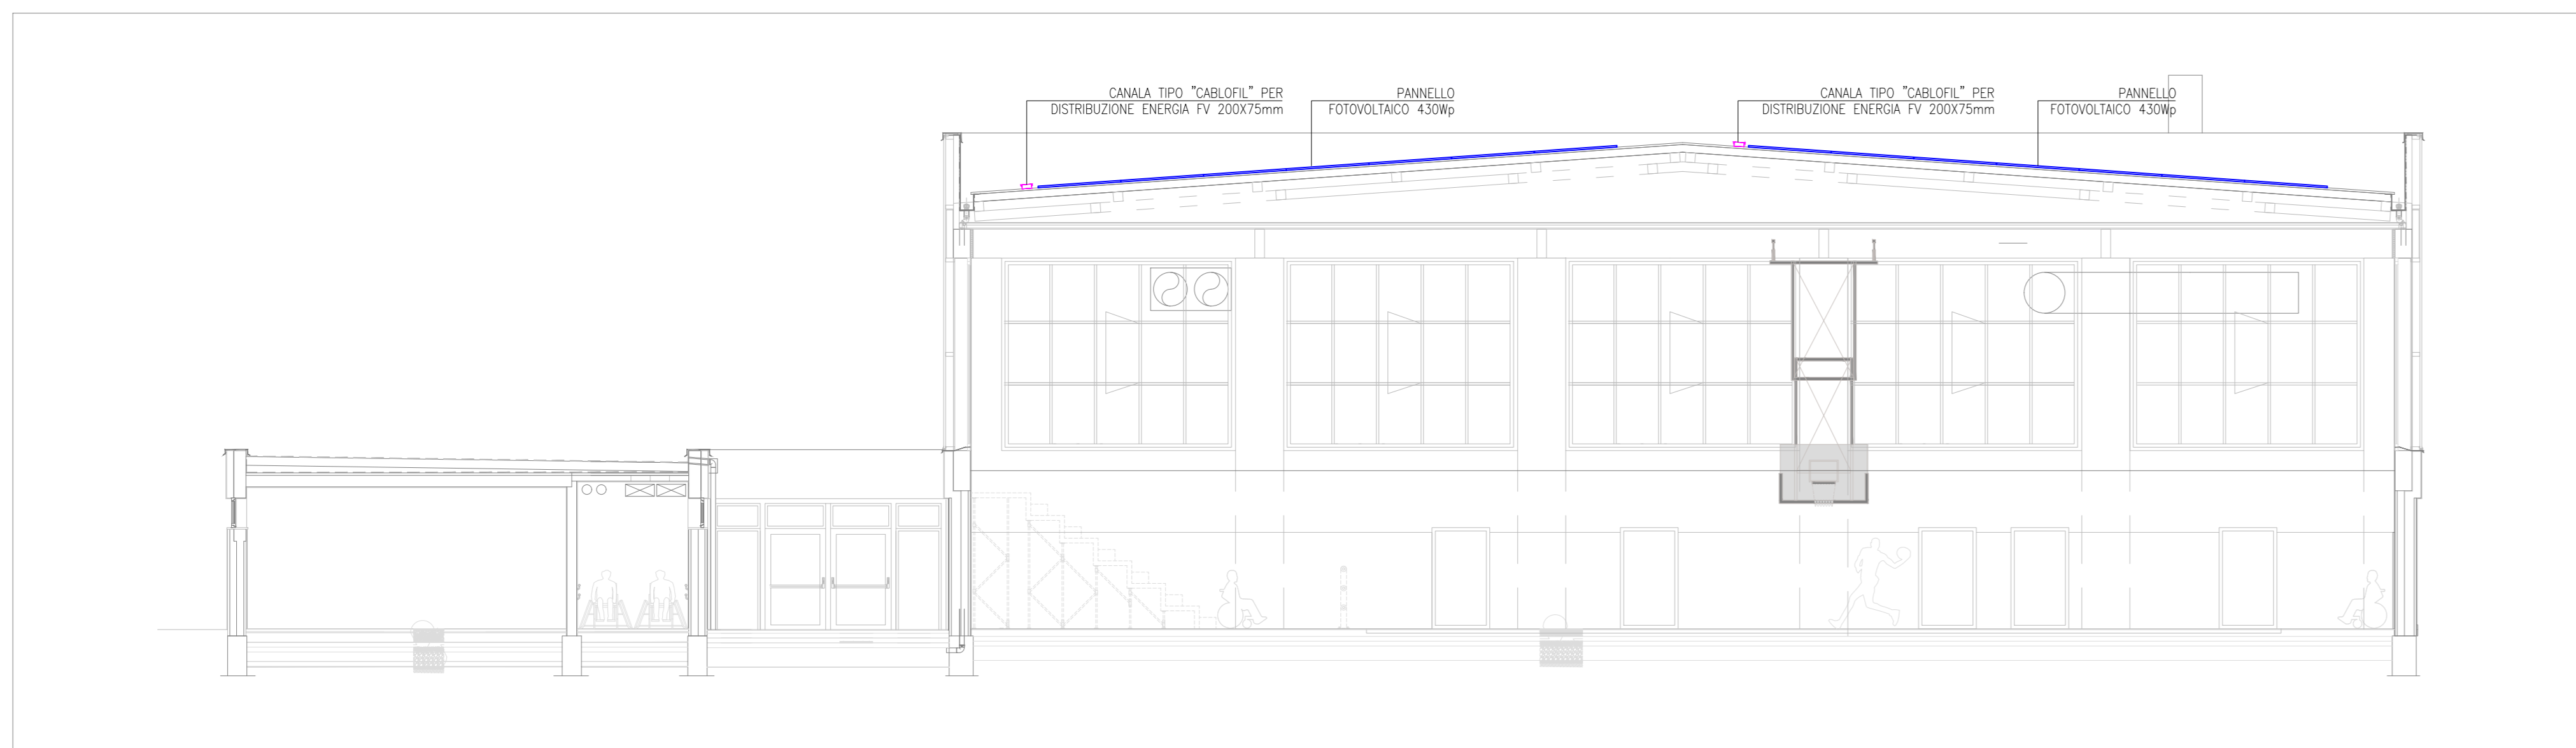 CANALA TIPO "CABLOFIL" PER
DISTRIBUZIONE ENERGIA FV 200X75mm
PANNELLO
FOTOVOLTAICO 430Wp
CANALA TIPO "CABLOFIL" PER
DISTRIBUZIONE ENERGIA FV 200X75mm
PANNELLO
FOTOVOLTAICO 430Wp